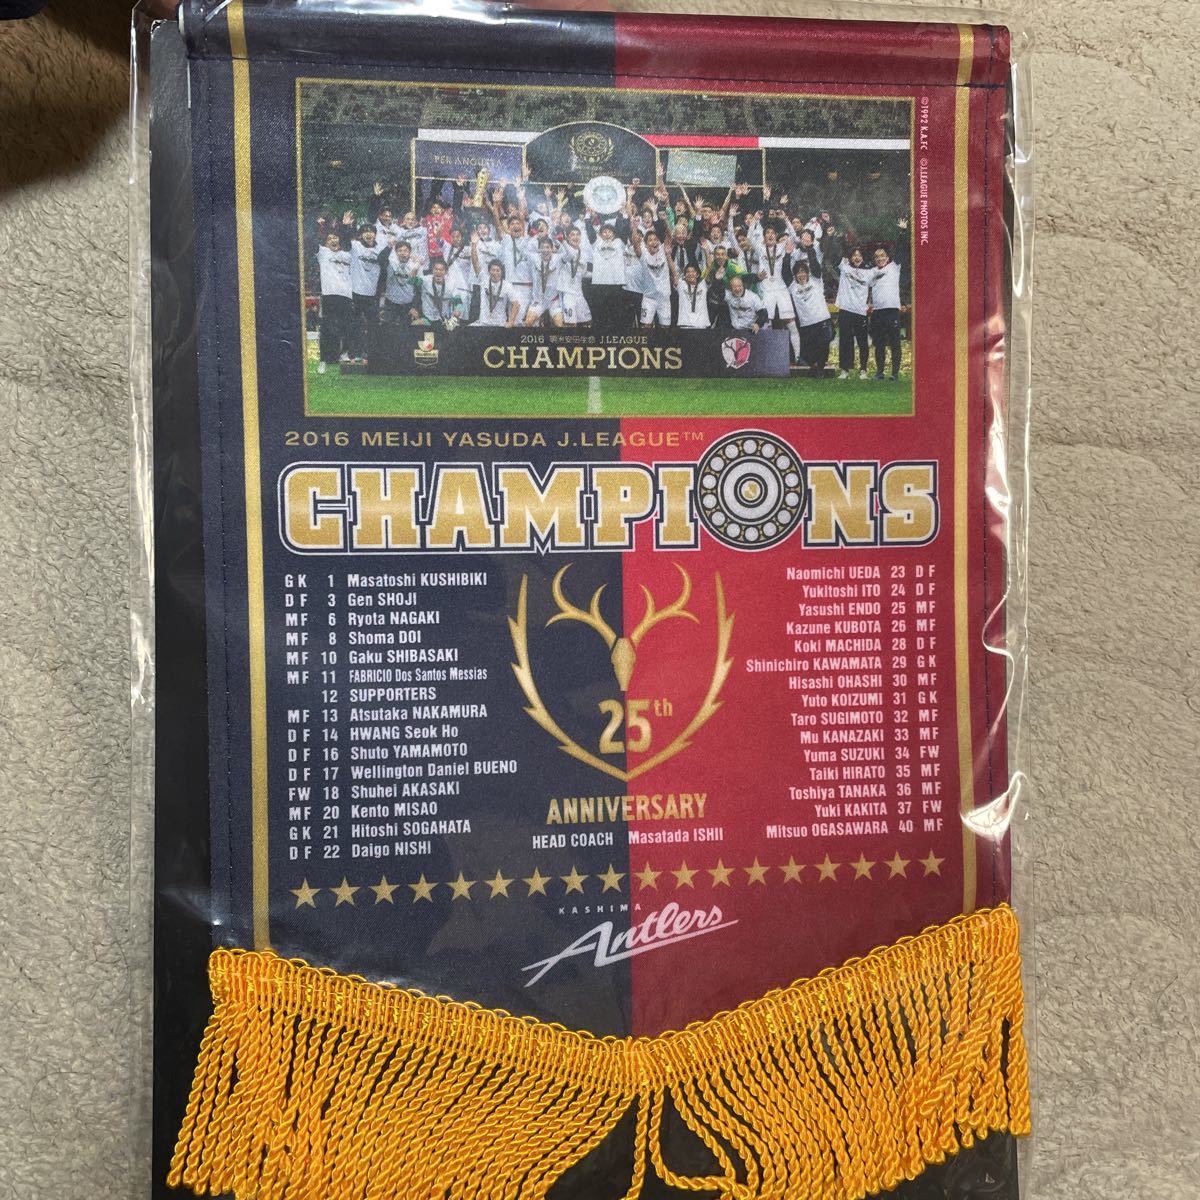 ©1992 K.A.FC ©J.LEAGUE PHOTOS INC.
PER ANGUSTA
2016 明治安田生命 J.LEAGUE
CHAMPIONS
2016 MEIJI YASUDA J.LEAGUE™
CHAMPIONS
GK 1 Masatoshi KUSHIBIKI
DF 3 Gen SHOJI
MF 6 Ryota NAGAKI
MF 8 Shoma DOI
MF 10 Gaku SHIBASAKI
MF 11 FABRICIO Dos Santos Messias
12 SUPPORTERS
MF 13 Atsutaka NAKAMURA
DF 14 HWANG Seok Ho
DF 16 Shuto YAMAMOTO
DF 17 Wellington Daniel BUENO
FW 18 Shuhei AKASAKI
MF 20 Kento MISAO
GK 21 Hitoshi SOGAHATA
DF 22 Daigo NISHI
25th
ANNIVERSARY
HEAD COACH Masatada ISHII
Naomichi UEDA 23 DF
Yukitoshi ITO 24 DF
Yasushi ENDO 25 MF
Kazune KUBOTA 26 MF
Koki MACHIDA 28 DF
Shinichiro KAWAMATA 29 GK
Hisashi OHASHI 30 MF
Yuto KOIZUMI 31 GK
Taro SUGIMOTO 32 MF
Mu KANAZAKI 33 MF
Yuma SUZUKI 34 FW
Taiki HIRATO 35 MF
Toshiya TANAKA 36 MF
Yuki KAKITA 37 FW
Mitsuo OGASAWARA 40 MF
KASHIMA
Antlers